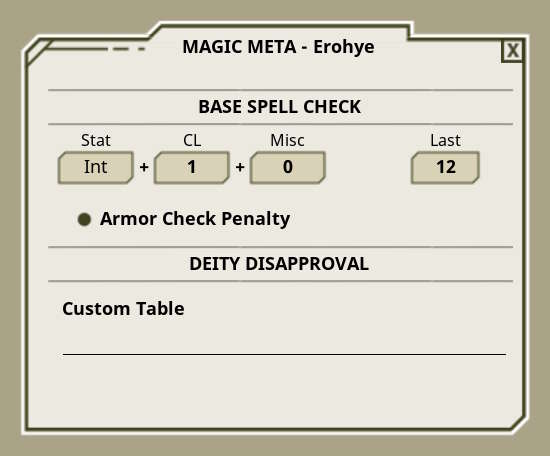 MAGIC META - Erohye
X
BASE SPELL CHECK
Stat CL Misc Last
Int + 1 + 0 12
Armor Check Penalty
DEITY DISAPPROVAL
Custom Table